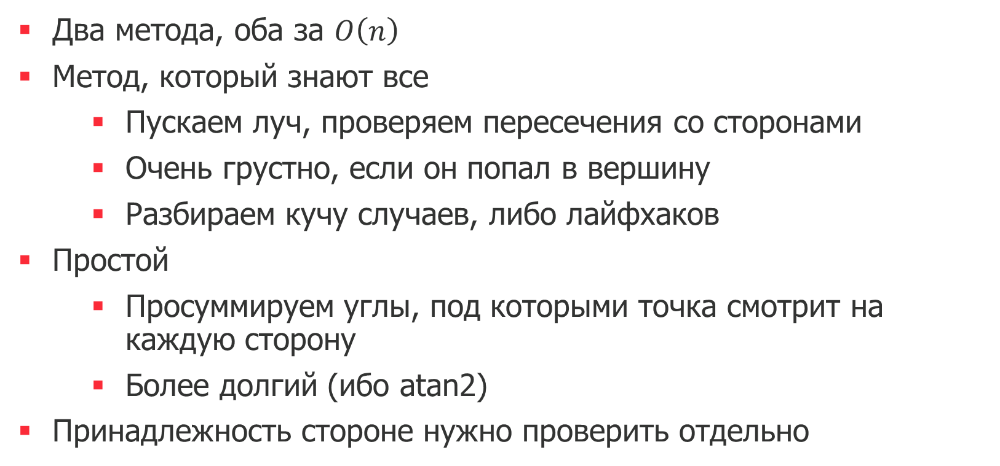 Два метода, оба за O(n)
Метод, который знают все
Пускаем луч, проверяем пересечения со сторонами
Очень грустно, если он попал в вершину
Разбираем кучу случаев, либо лайфхаков
Простой
Просуммируем углы, под которыми точка смотрит на
каждую сторону
Более долгий (ибо atan2)
Принадлежность стороне нужно проверить отдельно